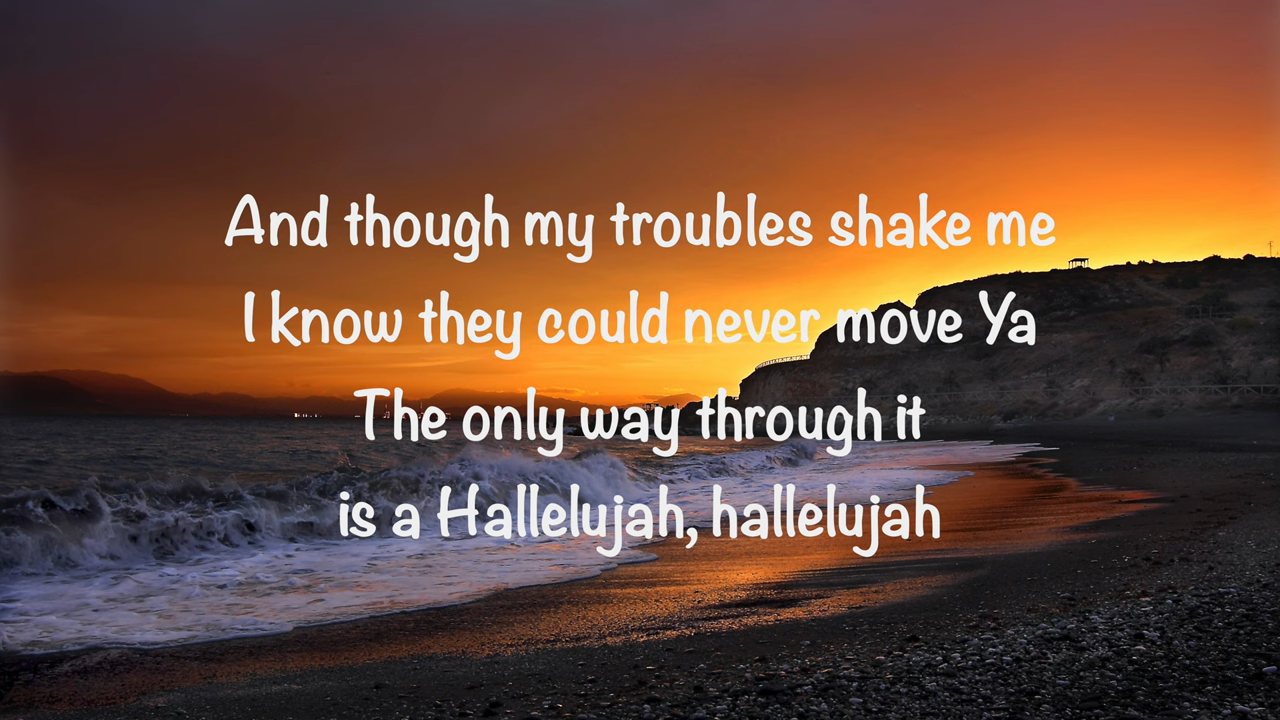 And though my troubles shake me
I know they could never move Ya
The only way through it
is a Hallelujah, hallelujah